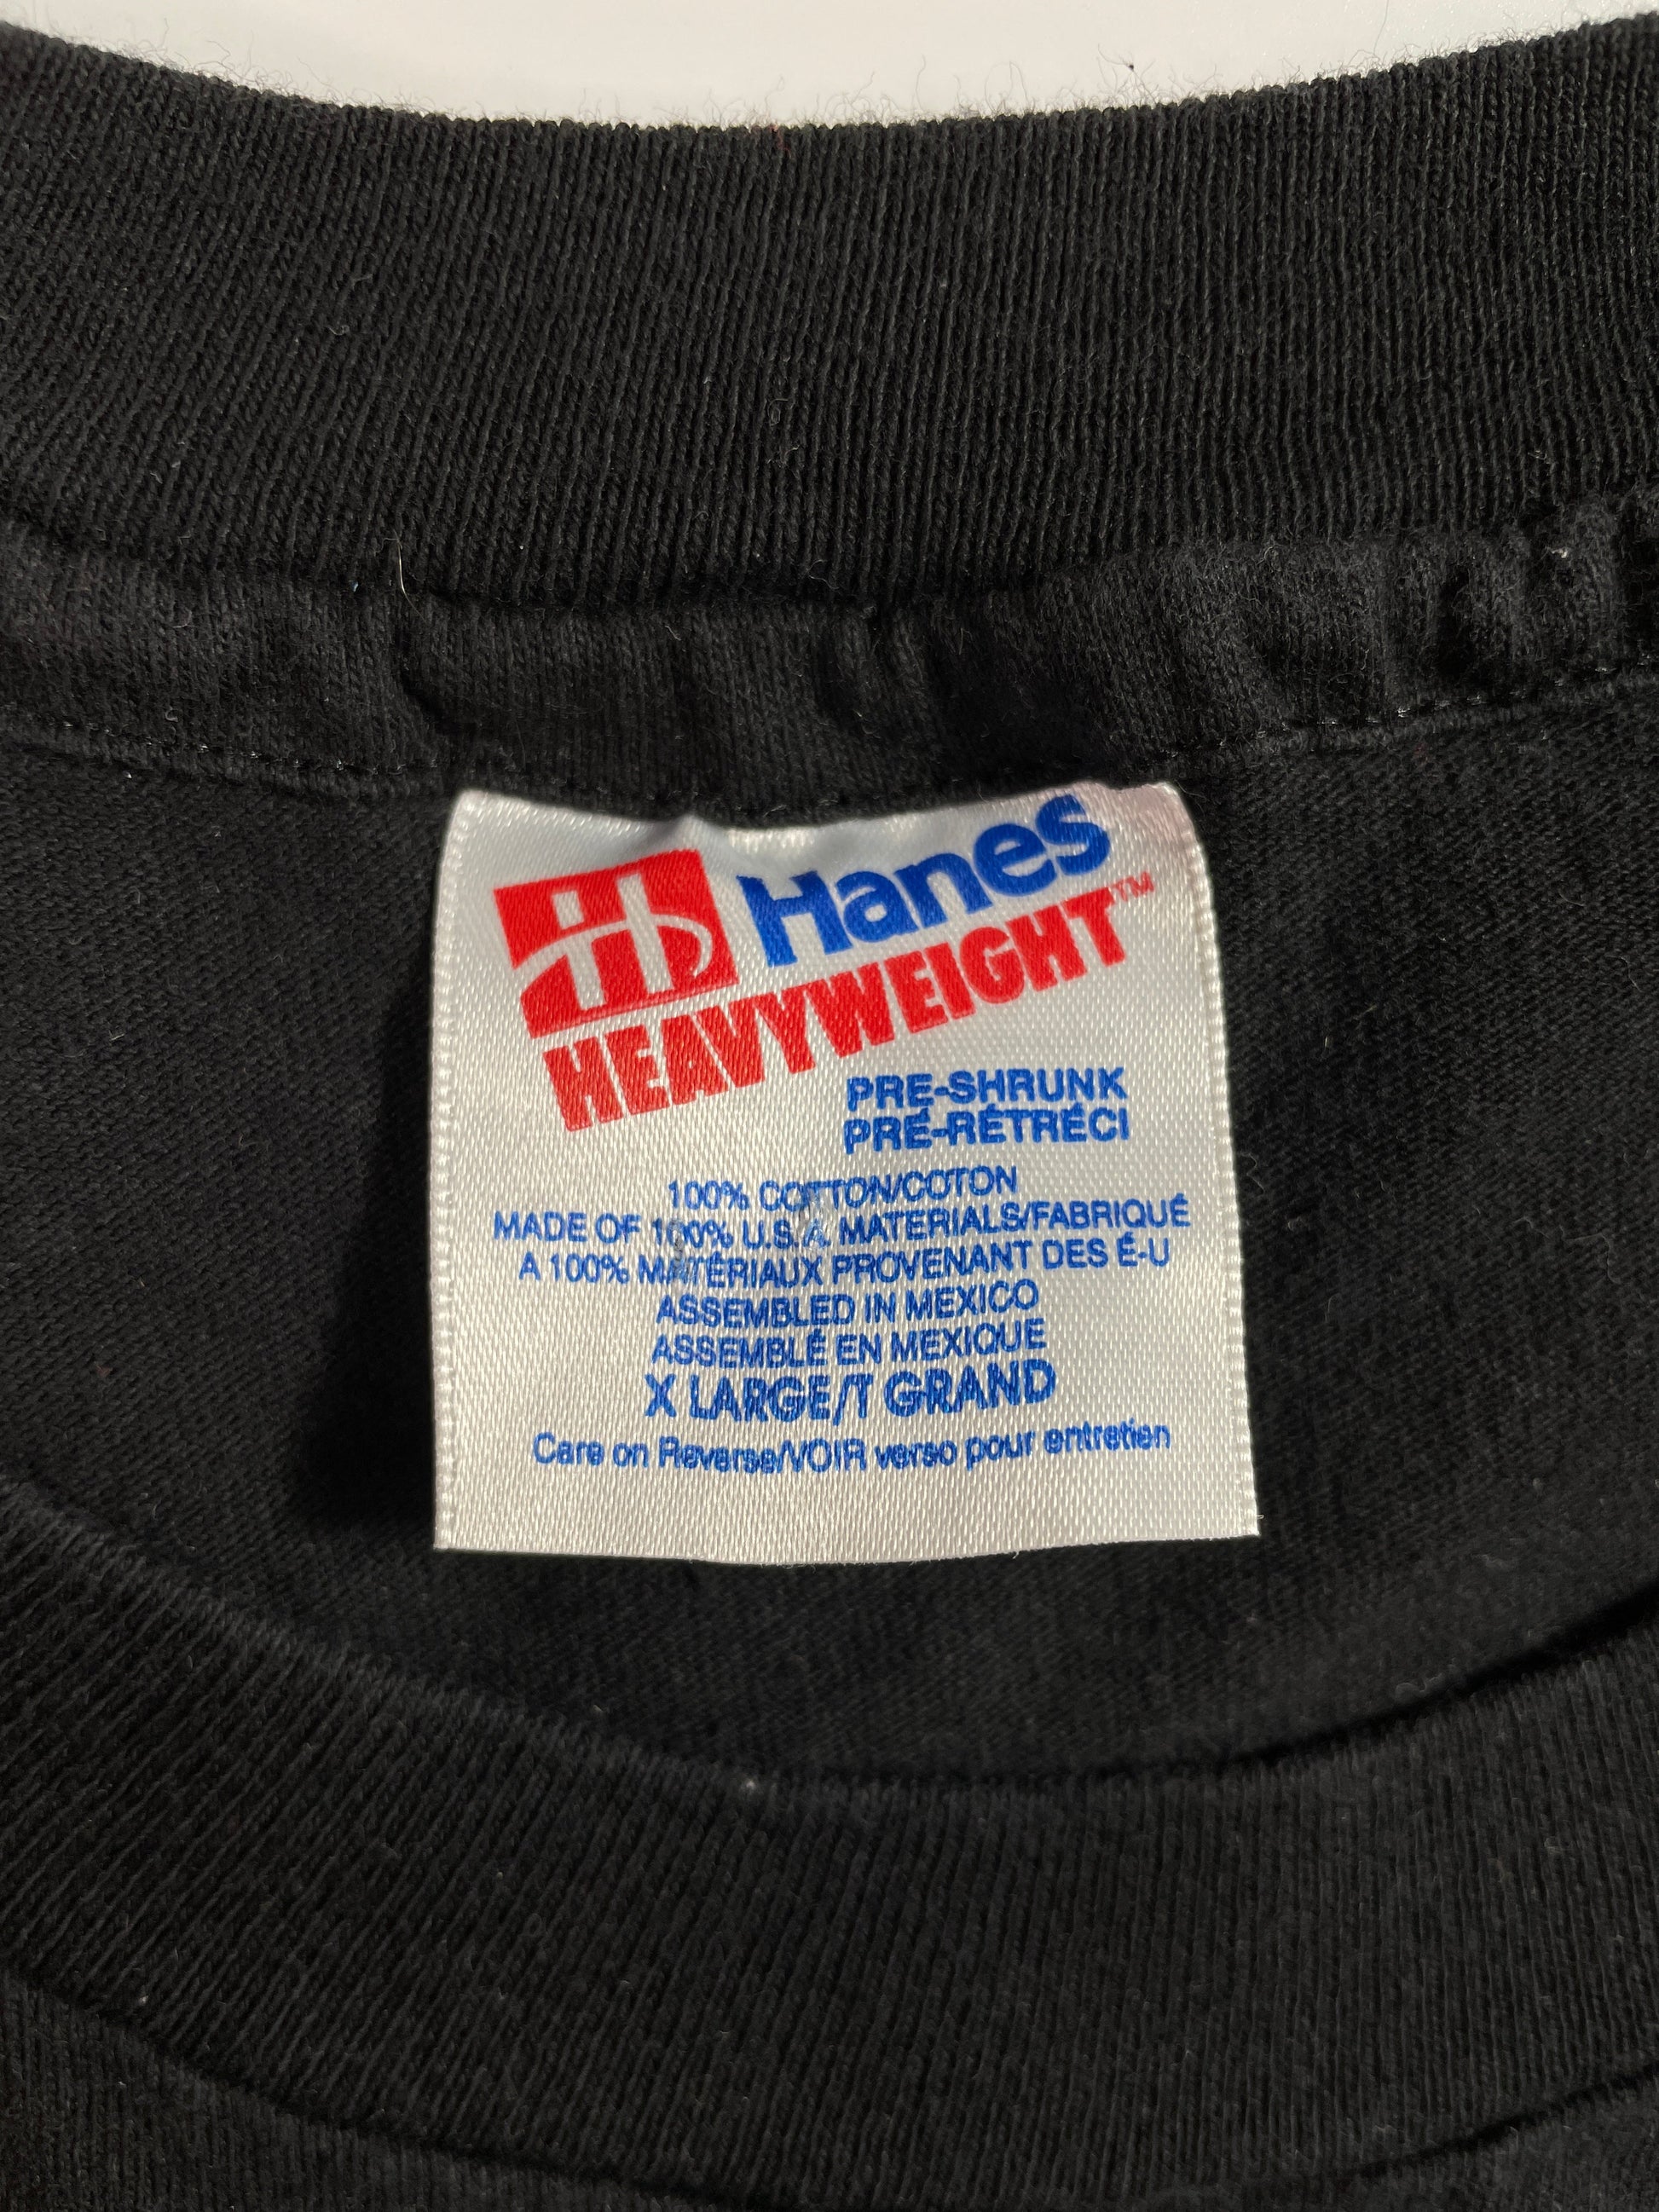 Hanes
HEAVYWEIGHT™
PRE-SHRUNK
PRÉ-RÉTRÉCI
100% COTTON/COTON
MADE OF 100% U.S.A. MATERIALS/FABRIQUÉ
A 100% MATÉRIAUX PROVENANT DES É-U
ASSEMBLED IN MEXICO
ASSEMBLÉ EN MEXIQUE
X LARGE/T GRAND
Care on Reverse/VOIR verso pour entretien